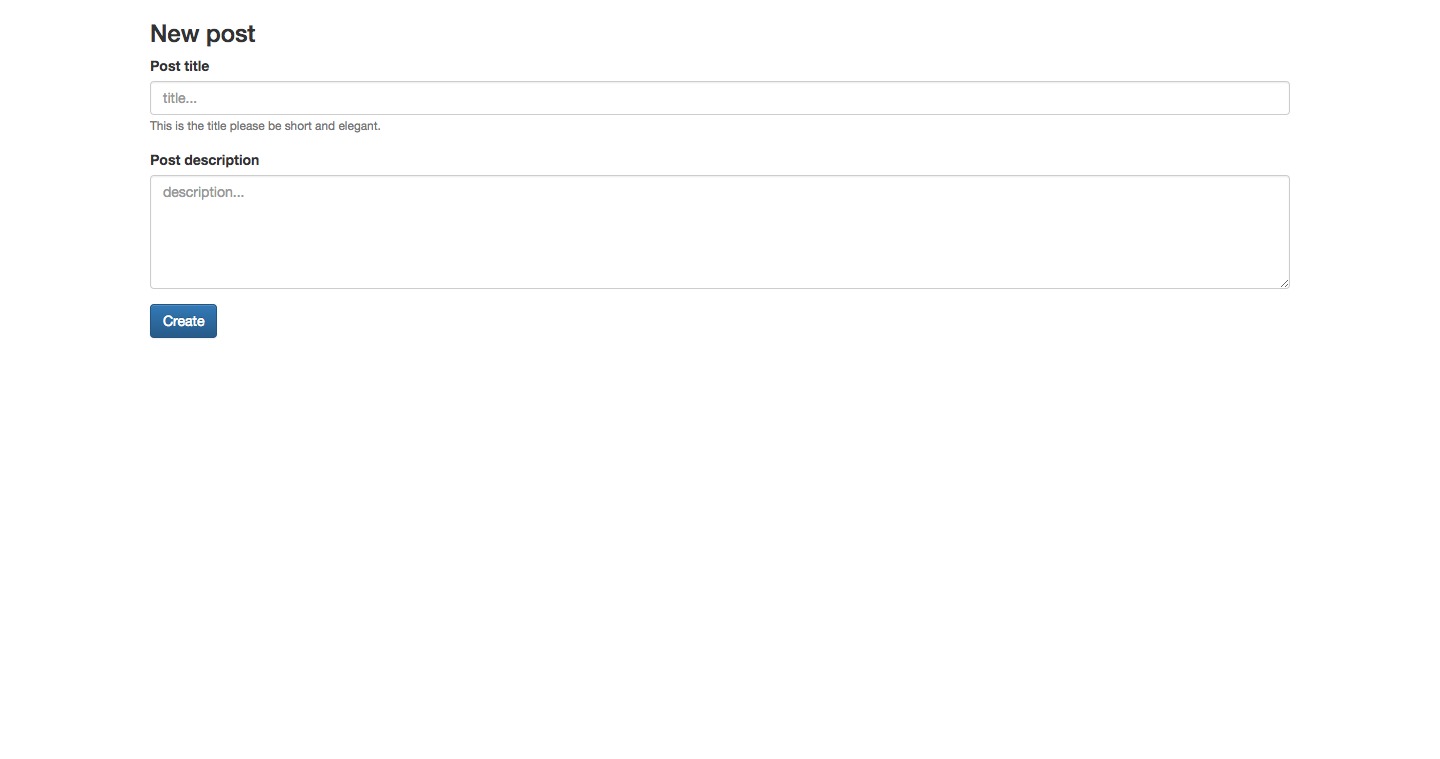 New post
Post title
title...
This is the title please be short and elegant.
Post description
description...
Create